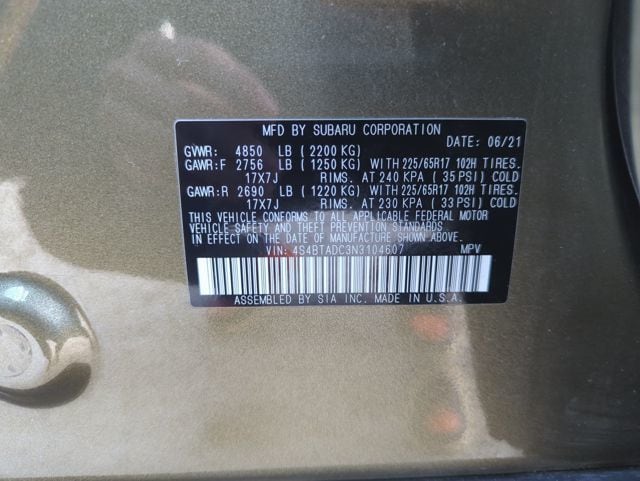 MFD BY SUBARU CORPORATION
DATE: 06/21
GVWR: 4850 LB (2200 KG)
GAWR:F 2756 LB (1250 KG) WITH 225/65R17 102H TIRES.
17X7J RIMS. AT 240 KPA (35 PSI) COLD
GAWR:R 2690 LB (1220 KG) WITH 225/65R17 102H TIRES.
17X7J RIMS. AT 230 KPA (33 PSI) COLD
THIS VEHICLE CONFORMS TO ALL APPLICABLE FEDERAL MOTOR
VEHICLE SAFETY AND THEFT PREVENTION STANDARDS
IN EFFECT ON THE DATE OF MANUFACTURE SHOWN ABOVE.
VIN: 4S4BTADC3N3104607 MPV
ASSEMBLED BY SIA INC. MADE IN U.S.A.